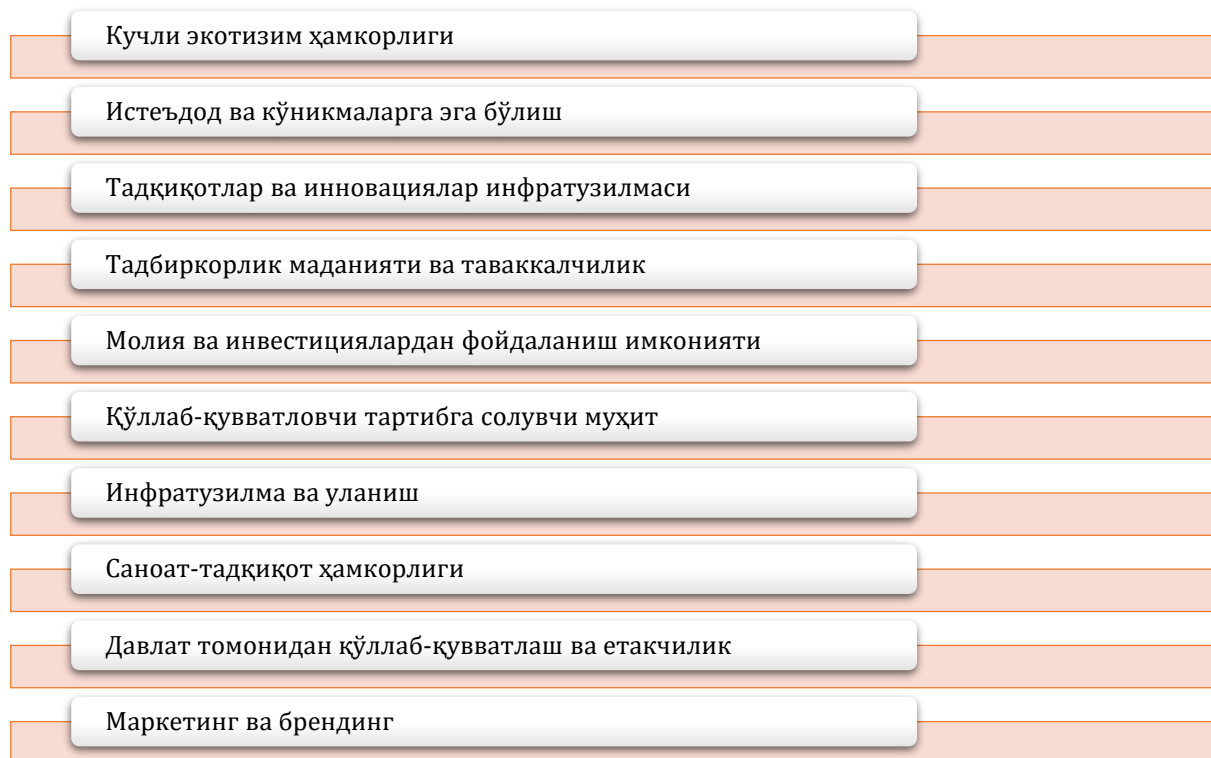 Кучли экотизим ҳамкорлиги
Истеъдод ва кўникмаларга эга бўлиш
Тадқиқотлар ва инновациялар инфратузилмаси
Тадбиркорлик маданияти ва таваккалчилик
Молия ва инвестициялардан фойдаланиш имконияти
Қўллаб-қувватловчи тартибга солувчи муҳит
Инфратузилма ва уланиш
Саноат-тадқиқот ҳамкорлиги
Давлат томонидан қўллаб-қувватлаш ва етакчилик
Маркетинг ва брендинг